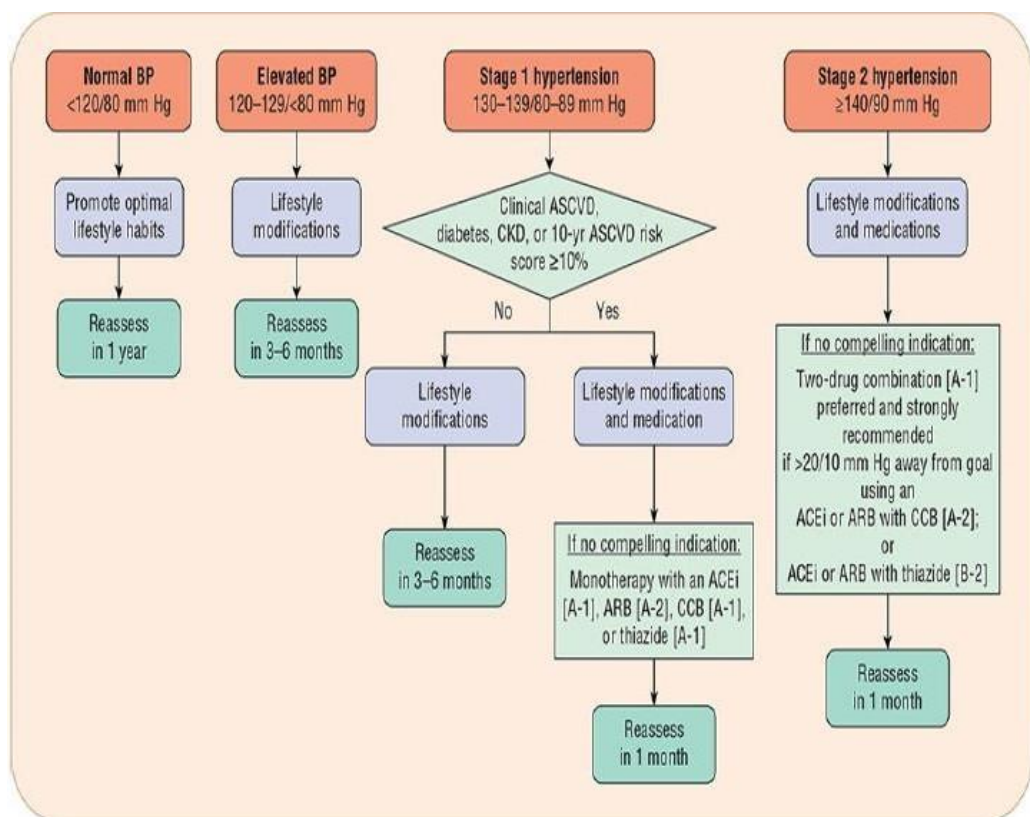 Normal BP
<120/80 mm Hg
Promote optimal
lifestyle habits
Reassess
in 1 year
Elevated BP
120–129/<80 mm Hg
Lifestyle
modifications
Reassess
in 3–6 months
Stage 1 hypertension
130–139/80–89 mm Hg
Clinical ASCVD,
diabetes, CKD, or 10-yr ASCVD risk
score ≥10%
No
Yes
Lifestyle
modifications
Reassess
in 3–6 months
Lifestyle modifications
and medication
If no compelling indication:
Monotherapy with an ACEi
[A-1], ARB [A-2], CCB [A-1],
or thiazide [A-1]
Reassess
in 1 month
Stage 2 hypertension
≥140/90 mm Hg
Lifestyle modifications
and medications
If no compelling indication:
Two-drug combination [A-1]
preferred and strongly
recommended
if >20/10 mm Hg away from goal
using an
ACEi or ARB with CCB [A-2];
or
ACEi or ARB with thiazide [B-2]
Reassess
in 1 month